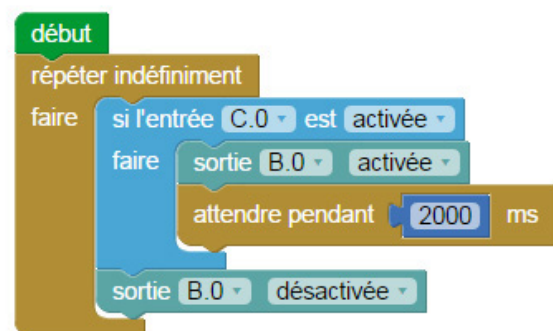 début
répéter indéfiniment
faire si l'entrée C.0 est activée
faire sortie B.0 activée
attendre pendant 2000 ms
sortie B.0 désactivée